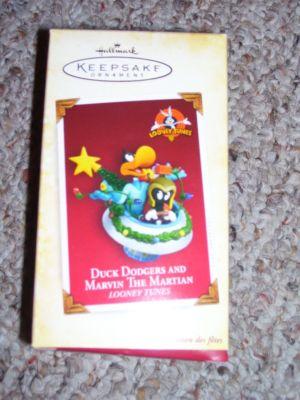 Hallmark
KEEPSAKE
ORNAMENT
LOONEY TUNES
DUCK DODGERS AND
MARVIN THE MARTIAN
LOONEY TUNES
des fêtes